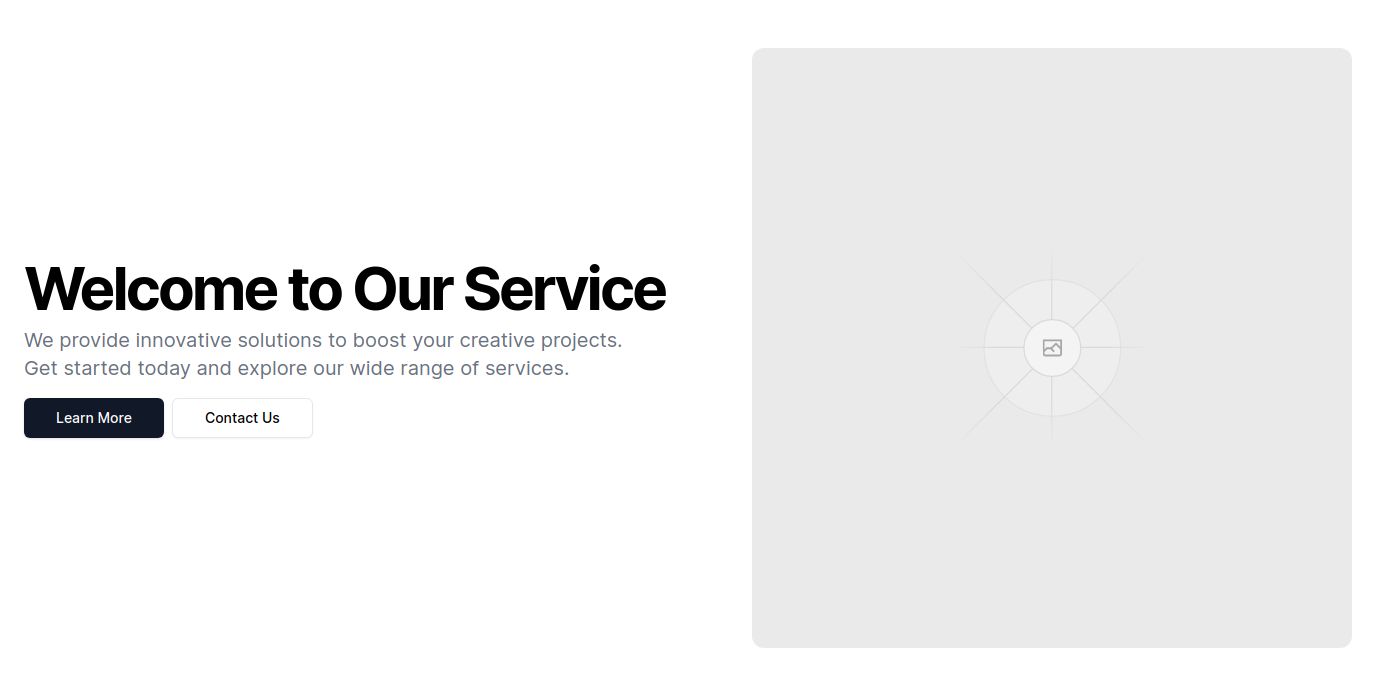 Welcome to Our Service
We provide innovative solutions to boost your creative projects.
Get started today and explore our wide range of services.
Learn More
Contact Us